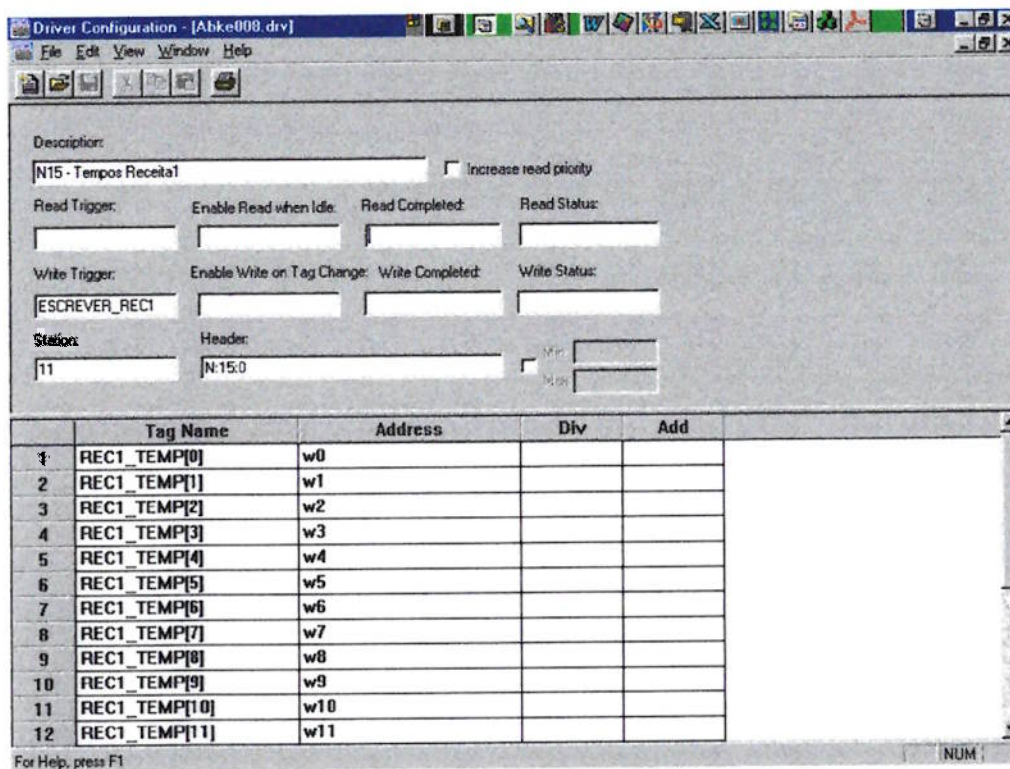 Driver Configuration - [Abke008.drv]
File Edit View Window Help
Description:
N15 - Tempos Receita1
Increase read priority
Read Trigger: Enable Read when Idle: Read Completed: Read Status:
Write Trigger: Enable Write on Tag Change: Write Completed: Write Status:
ESCREVER_REC1
Station: Header:
11 N:15:0
Min:
Max:
Tag Name Address Div Add
1 REC1_TEMP[0] w0
2 REC1_TEMP[1] w1
3 REC1_TEMP[2] w2
4 REC1_TEMP[3] w3
5 REC1_TEMP[4] w4
6 REC1_TEMP[5] w5
7 REC1_TEMP[6] w6
8 REC1_TEMP[7] w7
9 REC1_TEMP[8] w8
10 REC1_TEMP[9] w9
11 REC1_TEMP[10] w10
12 REC1_TEMP[11] w11
For Help, press F1 NUM